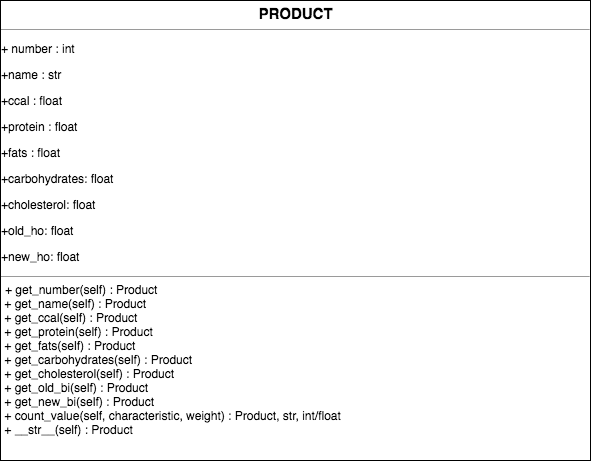 PRODUCT
+ number : int
+name : str
+ccal : float
+protein : float
+fats : float
+carbohydrates: float
+cholesterol: float
+old_ho: float
+new_ho: float
+ get_number(self) : Product
+ get_name(self) : Product
+ get_ccal(self) : Product
+ get_protein(self) : Product
+ get_fats(self) : Product
+ get_carbohydrates(self) : Product
+ get_cholesterol(self) : Product
+ get_old_bi(self) : Product
+ get_new_bi(self) : Product
+ count_value(self, characteristic, weight) : Product, str, int/float
+ __str__(self) : Product